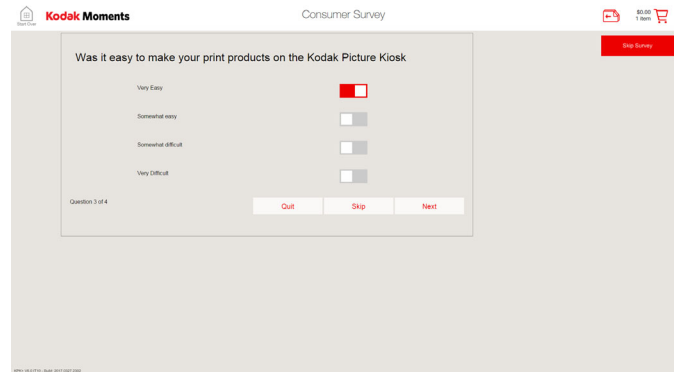 Start Over
Kodak Moments
Consumer Survey
$0.00
1 item
Skip Survey
Was it easy to make your print products on the Kodak Picture Kiosk
Very Easy
Somewhat easy
Somewhat difficult
Very Difficult
Question 3 of 4
Quit
Skip
Next